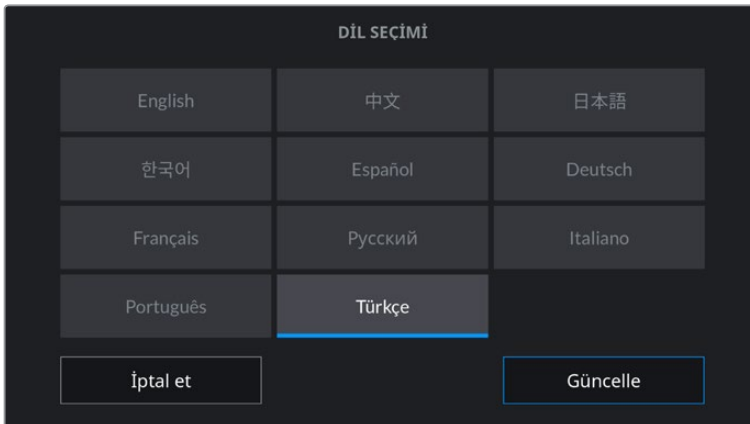 DİL SEÇİMİ
English 中文 日本語
한국어 Español Deutsch
Français Русский Italiano
Português Türkçe
İptal et Güncelle